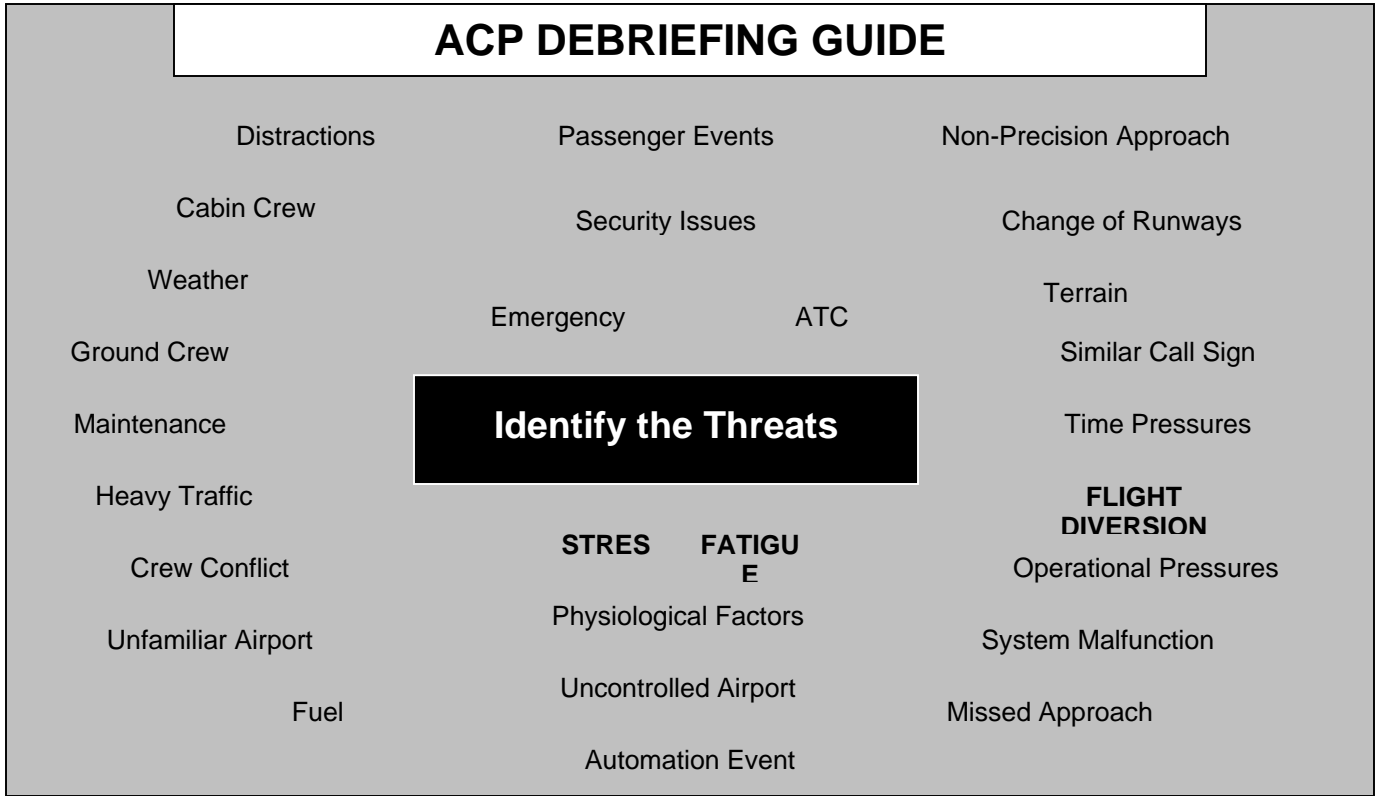 ACP DEBRIEFING GUIDE
Distractions
Passenger Events
Non-Precision Approach
Cabin Crew
Security Issues
Change of Runways
Weather
Terrain
Emergency
ATC
Ground Crew
Similar Call Sign
Identify the Threats
Maintenance
Time Pressures
Heavy Traffic
FLIGHT
DIVERSION
STRES
FATIGU
E
Crew Conflict
Operational Pressures
Physiological Factors
Unfamiliar Airport
System Malfunction
Uncontrolled Airport
Fuel
Missed Approach
Automation Event